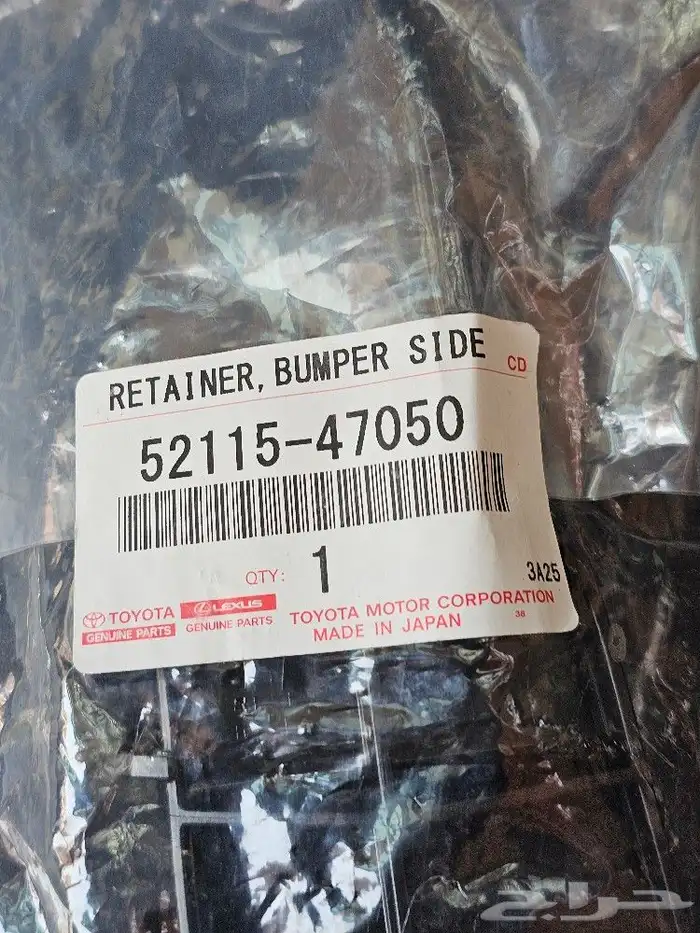 RETAINER, BUMPER SIDE
CD
52115-47050
QTY: 1
3A25
TOYOTA
GENUINE PARTS
LEXUS
GENUINE PARTS
TOYOTA MOTOR CORPORATION
38
MADE IN JAPAN
حراج